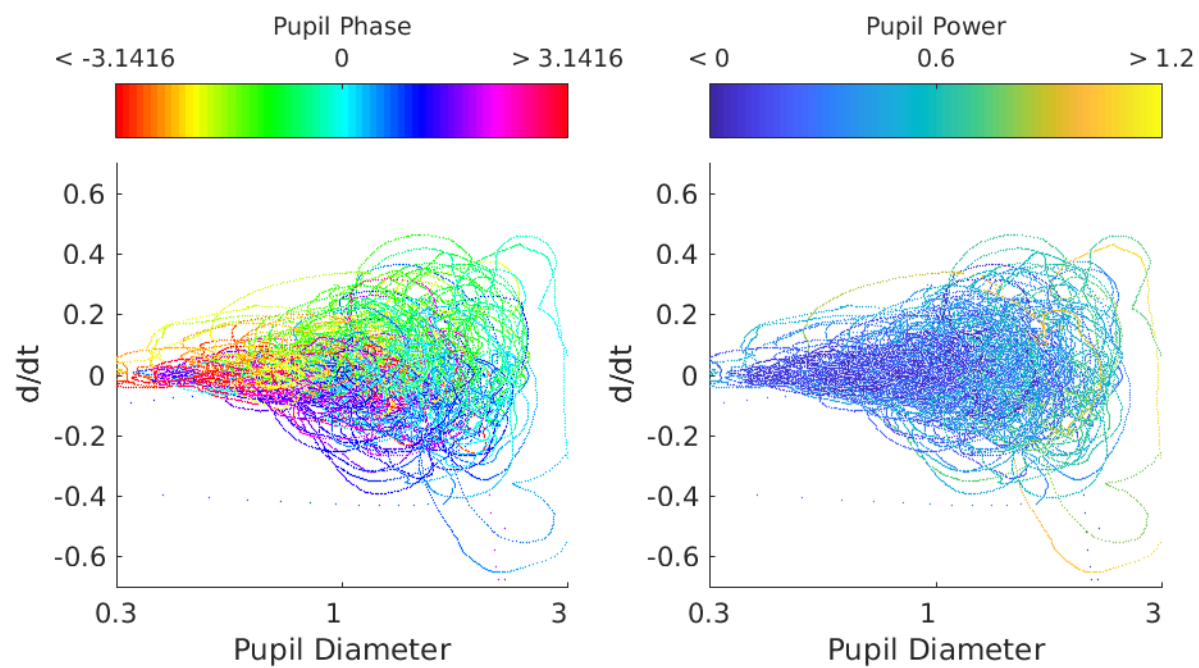 Pupil Phase
< -3.1416 0 > 3.1416
Pupil Power
< 0 0.6 > 1.2
0.6
0.4
0.2
0
-0.2
-0.4
-0.6
d/dt
0.3 1 3
Pupil Diameter
0.6
0.4
0.2
0
-0.2
-0.4
-0.6
d/dt
0.3 1 3
Pupil Diameter